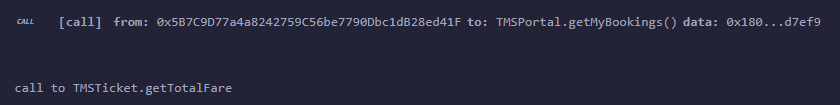 CALL [call] from: 0x5B7C9D77a4a8242759C56be7790Dbc1dB28ed41F to: TMSPortal.getMyBookings() data: 0x180...d7ef9
call to TMSTicket.getTotalFare